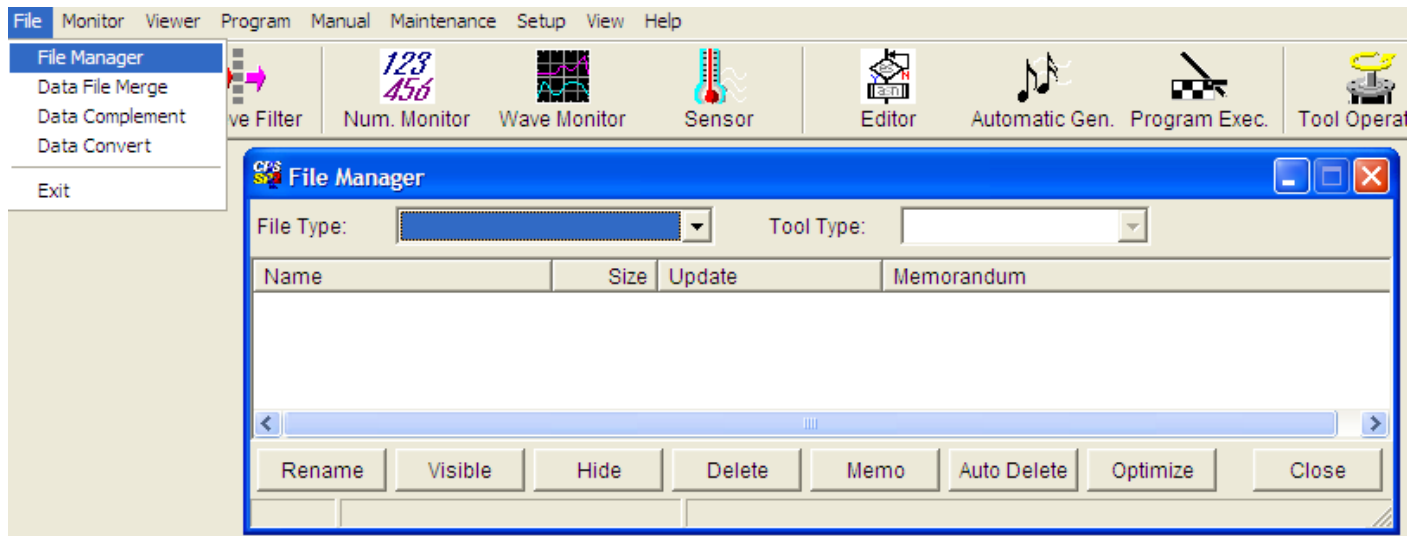 File Monitor Viewer Program Manual Maintenance Setup View Help
File Manager
Data File Merge
Data Complement
Data Convert
Exit
123
456
ve Filter Num. Monitor Wave Monitor Sensor Editor Automatic Gen. Program Exec. Tool Operat
File Manager
File Type: Tool Type:
Name Size Update Memorandum
Rename Visible Hide Delete Memo Auto Delete Optimize Close